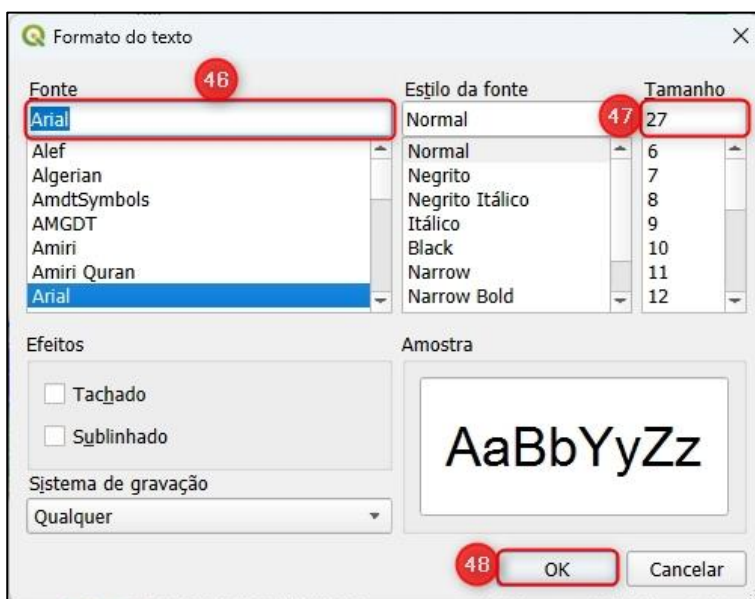 Formato do texto
46
Fonte
Estilo da fonte
Tamanho
Arial
Normal
47
27
Alef
Algerian
AmdtSymbols
AMGDT
Amiri
Amiri Quran
Arial
Normal
Negrito
Negrito Itálico
Itálico
Black
Narrow
Narrow Bold
6
7
8
9
10
11
12
Efeitos
Tachado
Sublinhado
Amostra
AaBbYyZz
Sistema de gravação
Qualquer
48
OK
Cancelar